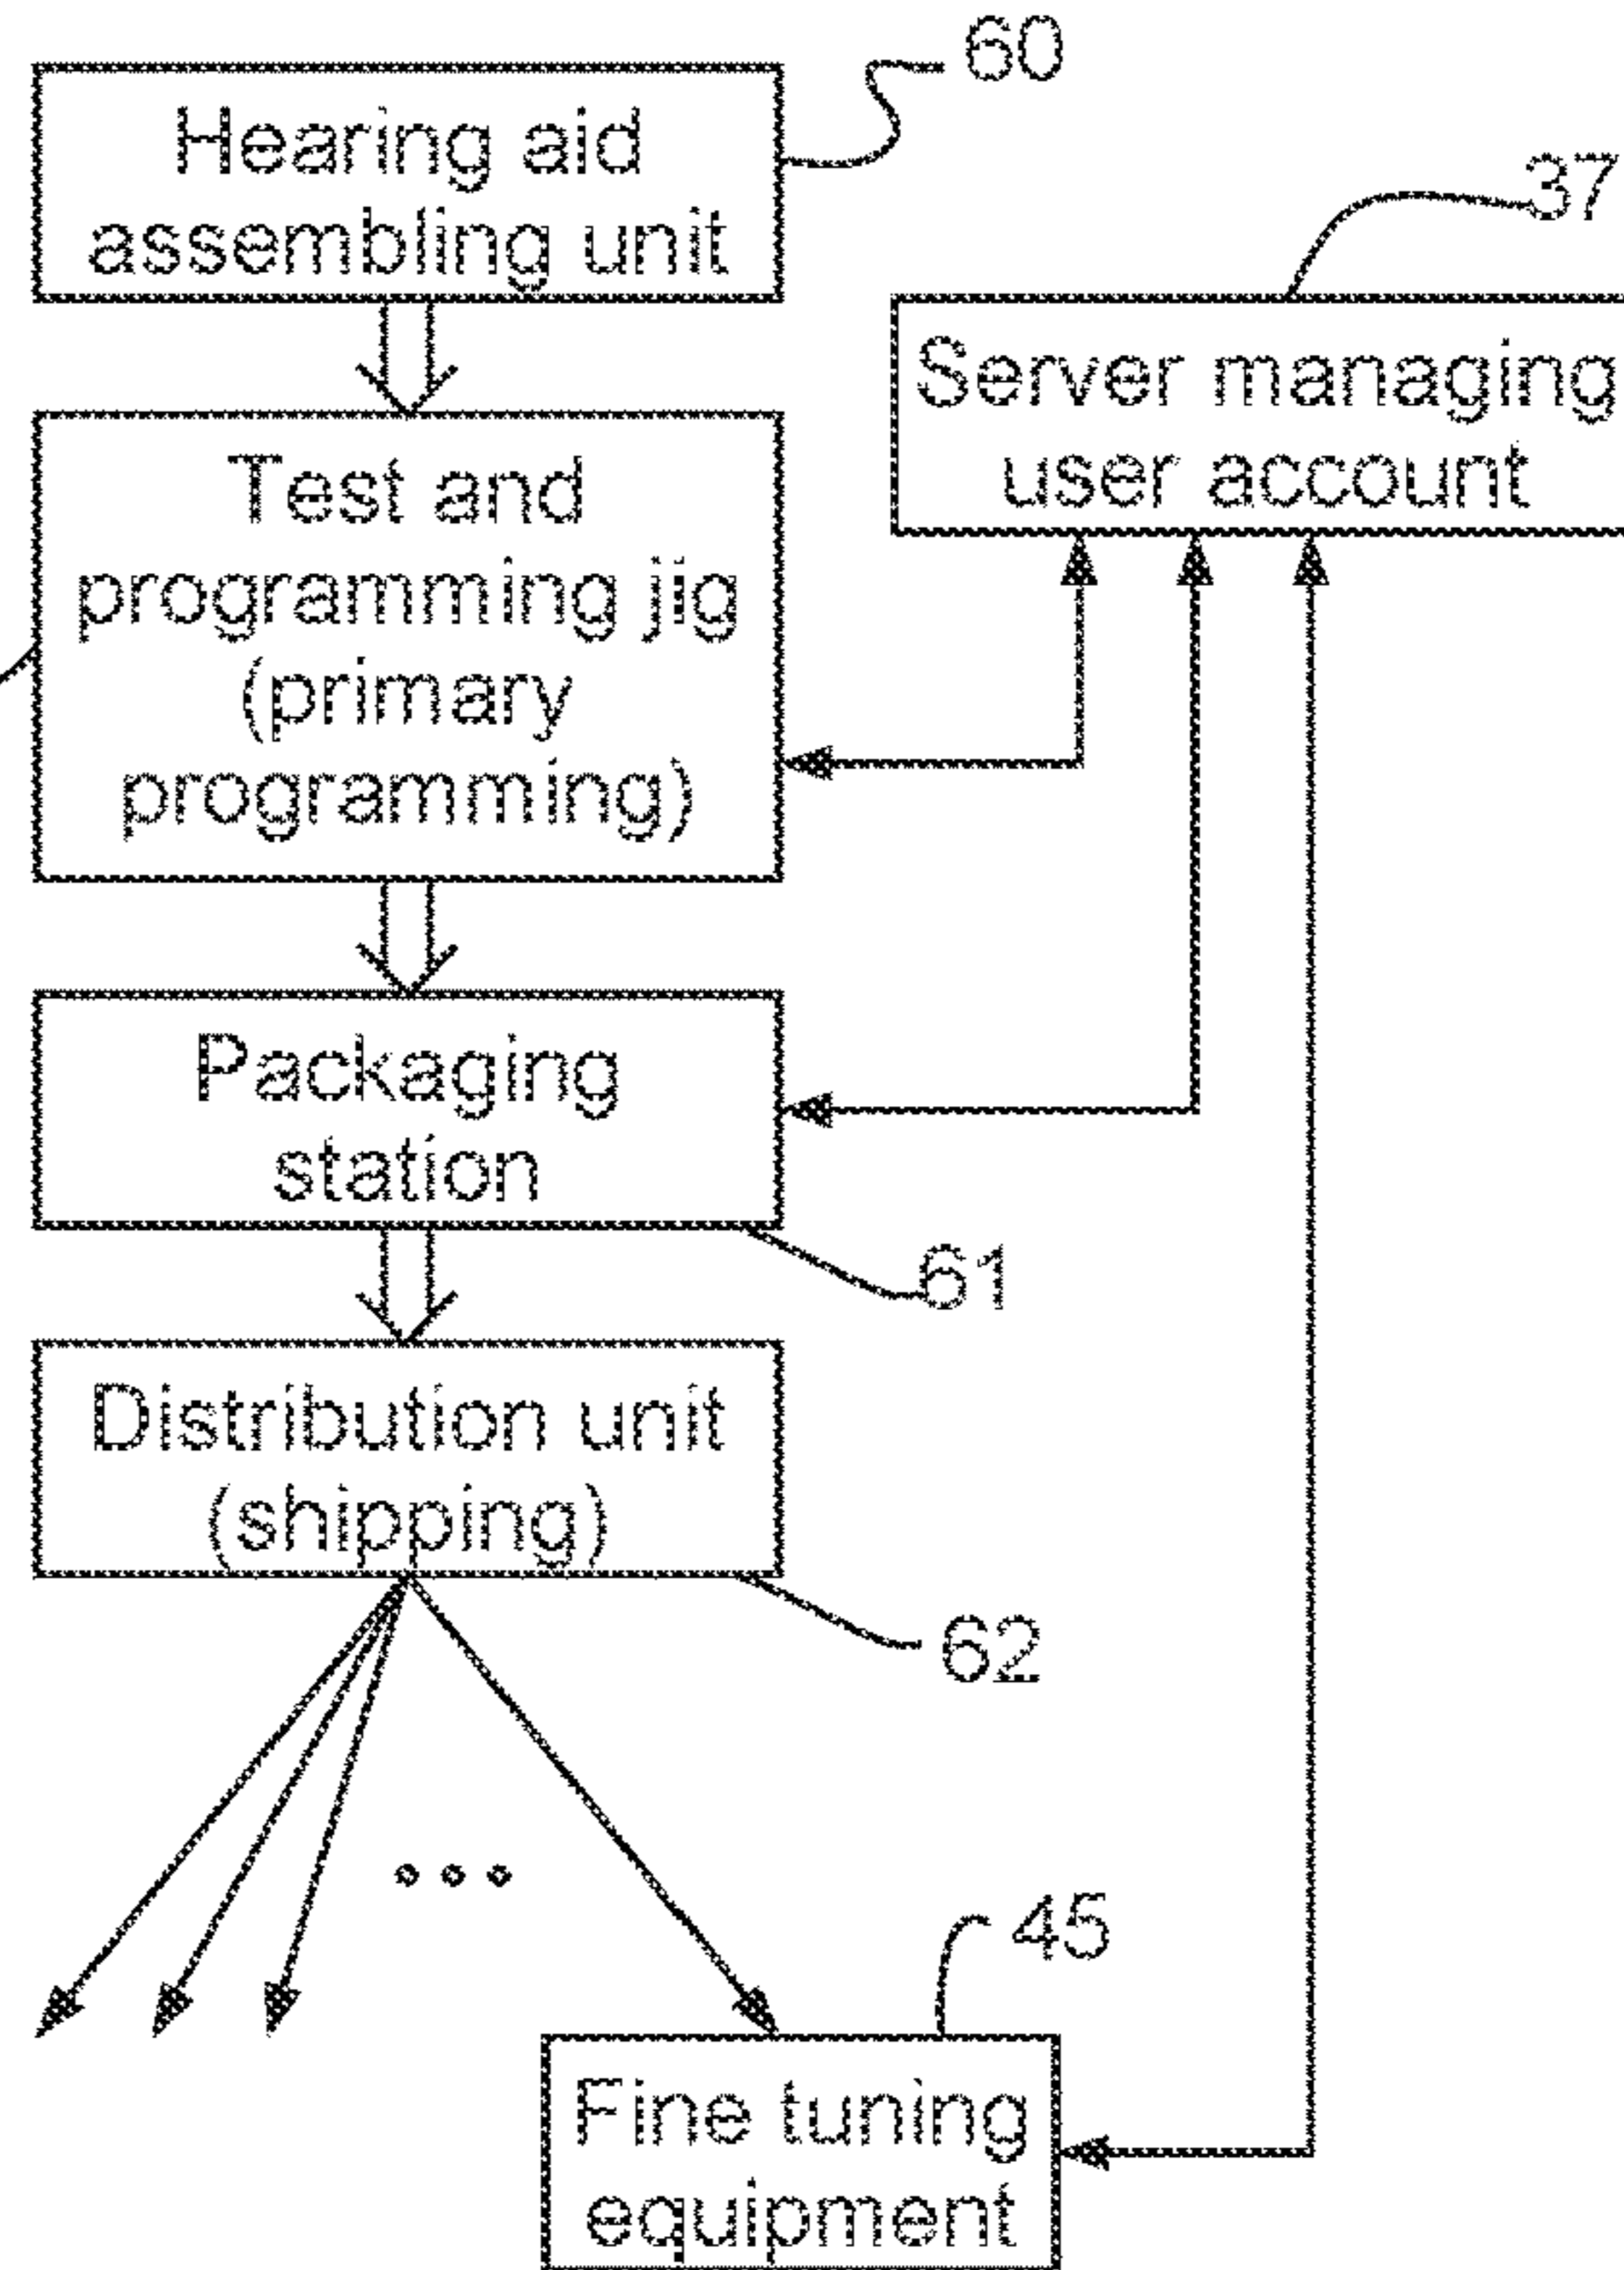 60
Hearing aid
assembling unit
37
Server managing
user account
Test and
programming jig
(primary
programming)
Packaging
station
61
Distribution unit
(shipping)
62
45
Fine tuning
equipment